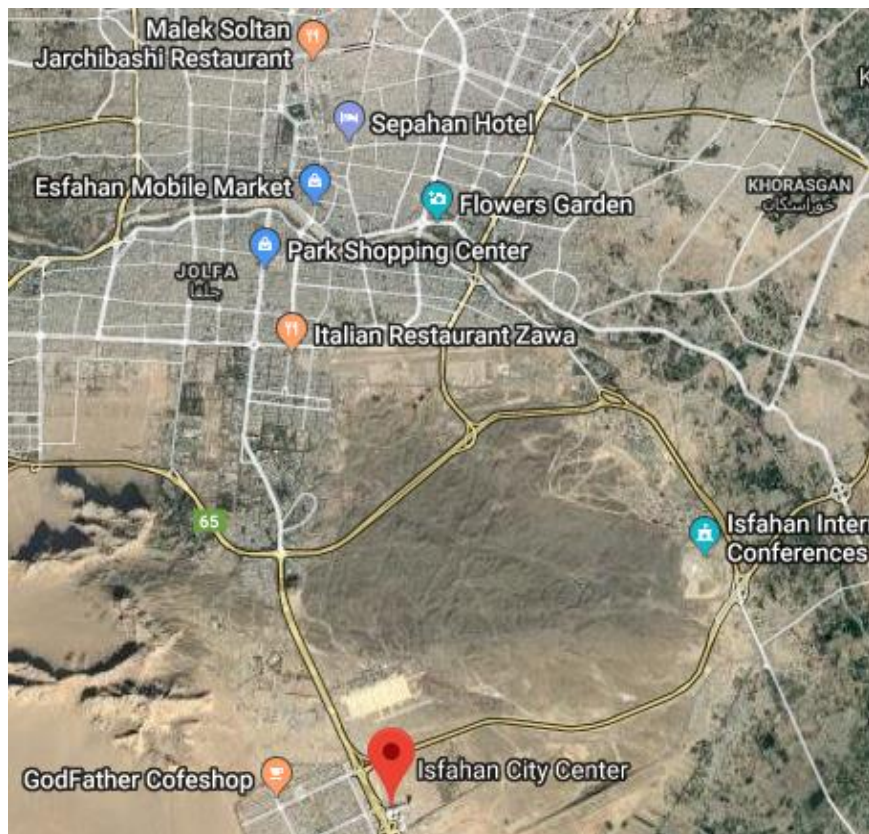 Malek Soltan
Jarchibashi Restaurant
K
Sepahan Hotel
Esfahan Mobile Market
Flowers Garden
KHORASGAN
خوراسگان
Park Shopping Center
JOLFA
جلفا
Italian Restaurant Zawa
65
Isfahan Intern
Conferences
Isfahan City Center
GodFather Cofeshop